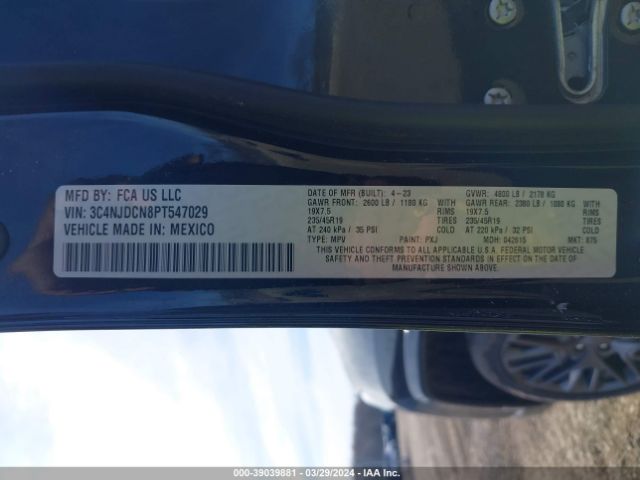 MFD BY: FCA US LLC
VIN: 3C4NJDCN8PT547029
VEHICLE MADE IN: MEXICO
DATE OF MFR (BUILT): 4-23 GVWR: 4800 LB / 2178 KG
GAWR FRONT: 2600 LB / 1180 KG GAWR REAR: 2380 LB / 1080 KG
19X7.5 RIMS 19X7.5 RIMS
235/45R19 TIRES 235/45R19 TIRES
AT 240 kPa / 35 PSI COLD AT 220 kPa / 32 PSI COLD
TYPE: MPV PAINT: PXJ MDH: 042615 MKT: 875
THIS VEHICLE CONFORMS TO ALL APPLICABLE U.S.A. FEDERAL MOTOR VEHICLE
SAFETY AND THEFT PREVENTION STANDARDS IN EFFECT ON THE DATE OF
MANUFACTURE SHOWN ABOVE
000-39039881 - 03/29/2024 - IAA Inc.